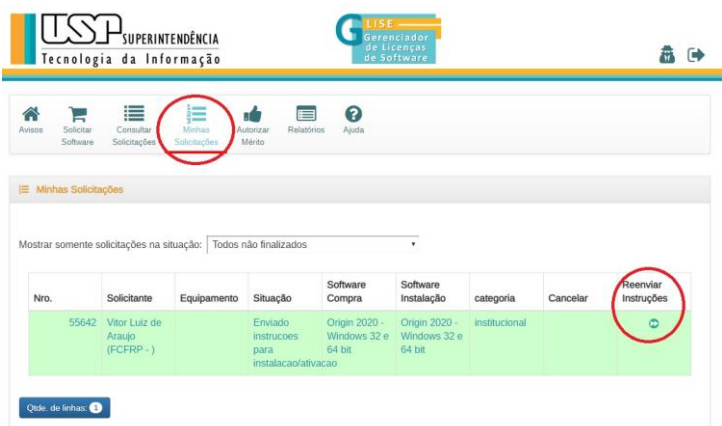 USP SUPERINTENDÊNCIA
Tecnologia da Informação
GLISE
Gerenciador
de Licenças
de Software
Avisos
Solicitar
Software
Consultar
Solicitações
Minhas
Solicitações
Autorizar
Mérito
Relatórios
Ajuda
Minhas Solicitações
Mostrar somente solicitações na situação: Todos não finalizados
Nro. Solicitante Equipamento Situação Software Compra Software Instalação categoria Cancelar Reenviar Instruções
55642 Vitor Luiz de Araujo (FCFRP - ) Enviado instrucoes para instalacao/ativacao Origin 2020 - Windows 32 e 64 bit Origin 2020 - Windows 32 e 64 bit institucional
Qtde. de linhas: 1